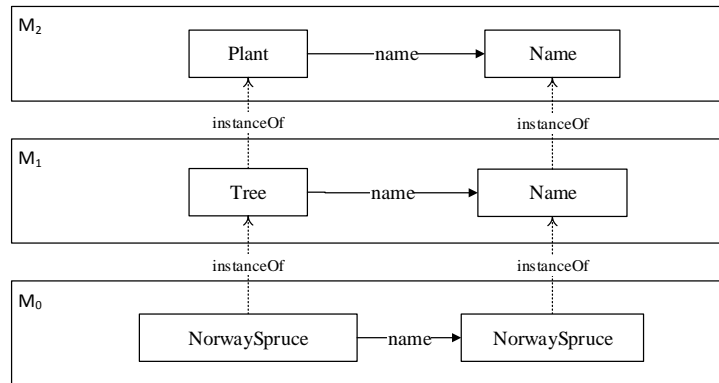 M2
Plant name Name
instanceOf instanceOf
M1
Tree name Name
instanceOf instanceOf
M0
NorwaySpruce name NorwaySpruce